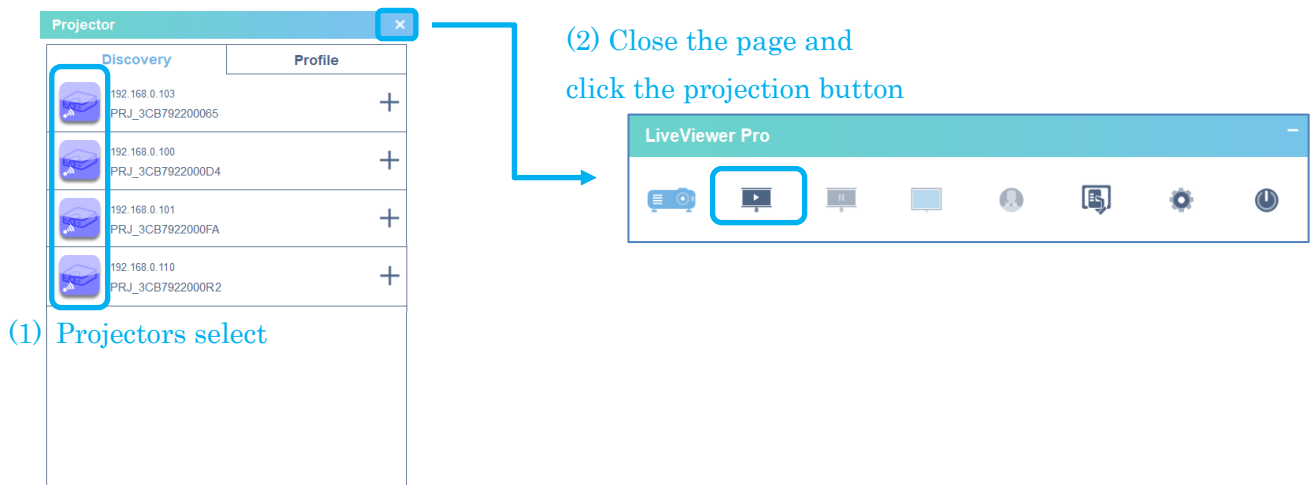 Projector
Discovery
Profile
192.168.0.103
PRJ_3CB792200065
192.168.0.100
PRJ_3CB7922000D4
192.168.0.101
PRJ_3CB7922000FA
192.168.0.110
PRJ_3CB7922000R2
(1) Projectors select
(2) Close the page and
click the projection button
LiveViewer Pro